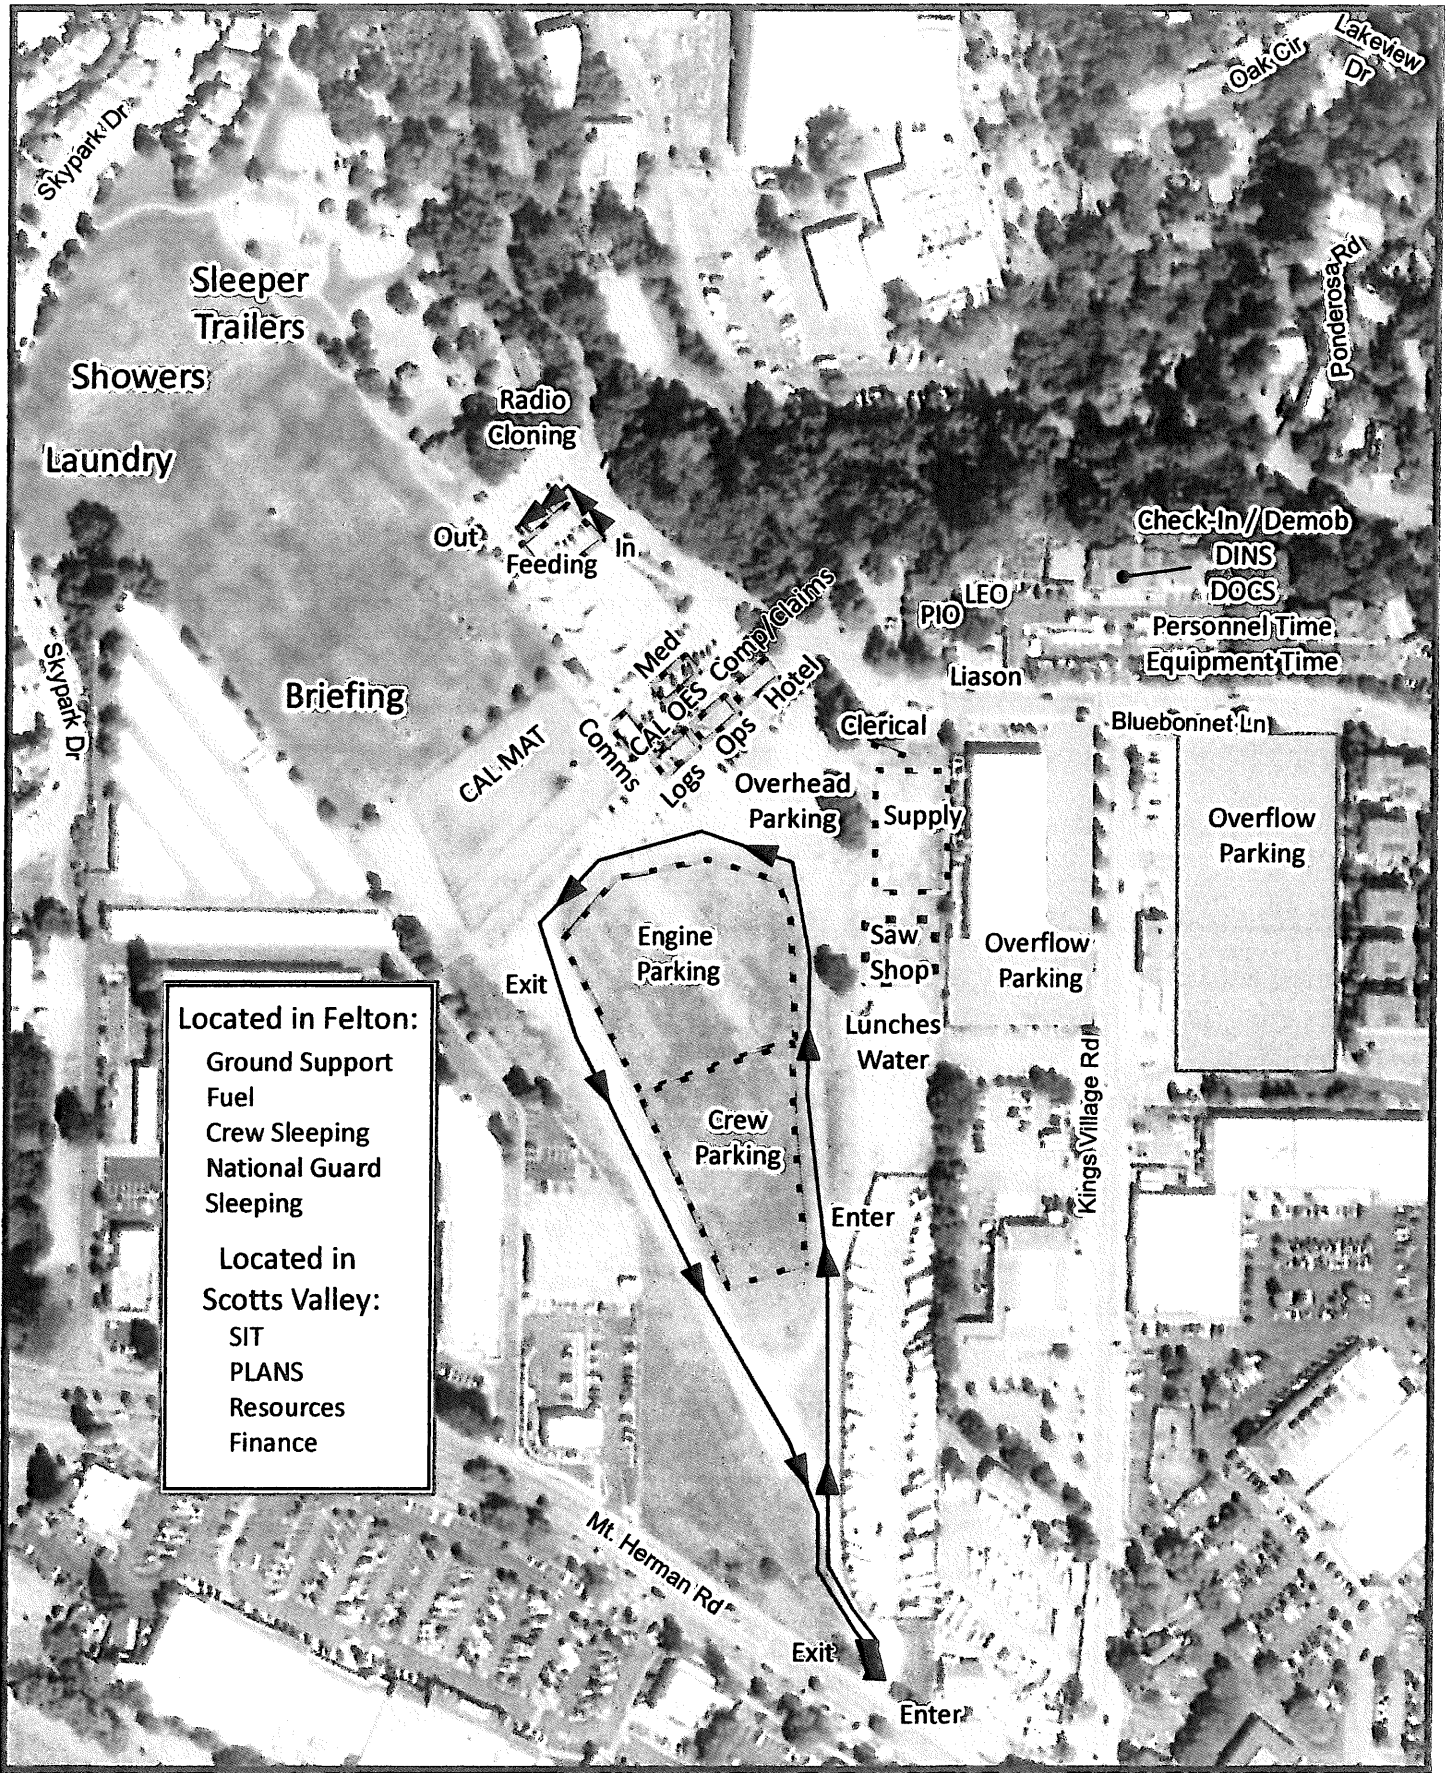 Oak Cir
Lakeview
Dr
Skypark Dr
Ponderosa Rd
Sleeper
Trailers
Showers
Radio
Cloning
Laundry
Out
Feeding
In
Check-In / Demob
DINS
DOCS
Personnel Time
Equipment Time
LEO
PIO
Liason
Skypark Dr
Briefing
CAL MAT
Comms
Med
CAL OES
Comp/Claims
Logs
Ops
Hotel
Clerical
Bluebonnet Ln
Overhead
Parking
Supply
Overflow
Parking
Engine
Parking
Saw
Shop
Overflow
Parking
Exit
Lunches
Water
Kings Village Rd
Crew
Parking
Enter
Located in Felton:
Ground Support
Fuel
Crew Sleeping
National Guard
Sleeping
Located in
Scotts Valley:
SIT
PLANS
Resources
Finance
Mt. Herman Rd
Exit
Enter